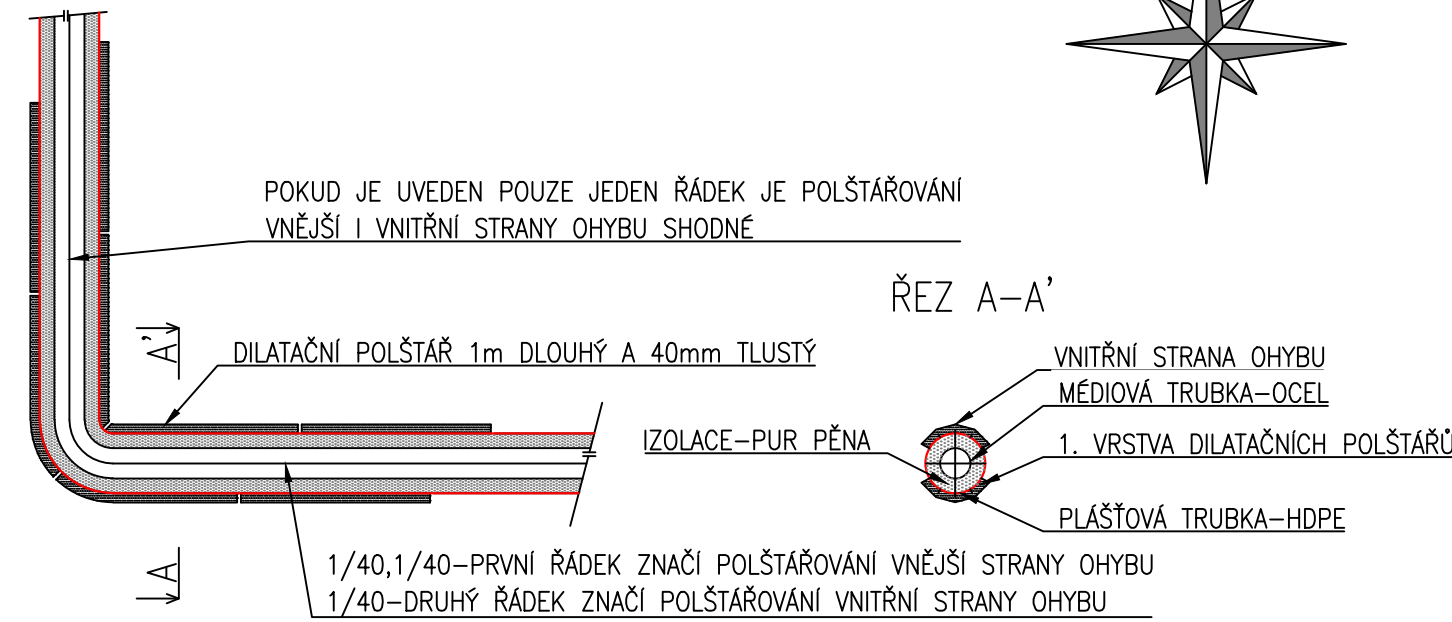 POKUD JE UVEDEN POUZE JEDEN ŘÁDEK JE POLŠTÁŘOVÁNÍ
VNĚJŠÍ I VNITŘNÍ STRANY OHYBU SHODNÉ
ŘEZ A-A'
A'
DILATAČNÍ POLŠTÁŘ 1m DLOUHÝ A 40mm TLUSTÝ
VNITŘNÍ STRANA OHYBU
MÉDIOVÁ TRUBKA-OCEL
IZOLACE-PUR PĚNA
1. VRSTVA DILATAČNÍCH POLŠTÁŘŮ
PLÁŠŤOVÁ TRUBKA-HDPE
A
1/40,1/40-PRVNÍ ŘÁDEK ZNAČÍ POLŠTÁŘOVÁNÍ VNĚJŠÍ STRANY OHYBU
1/40-DRUHÝ ŘÁDEK ZNAČÍ POLŠTÁŘOVÁNÍ VNITŘNÍ STRANY OHYBU